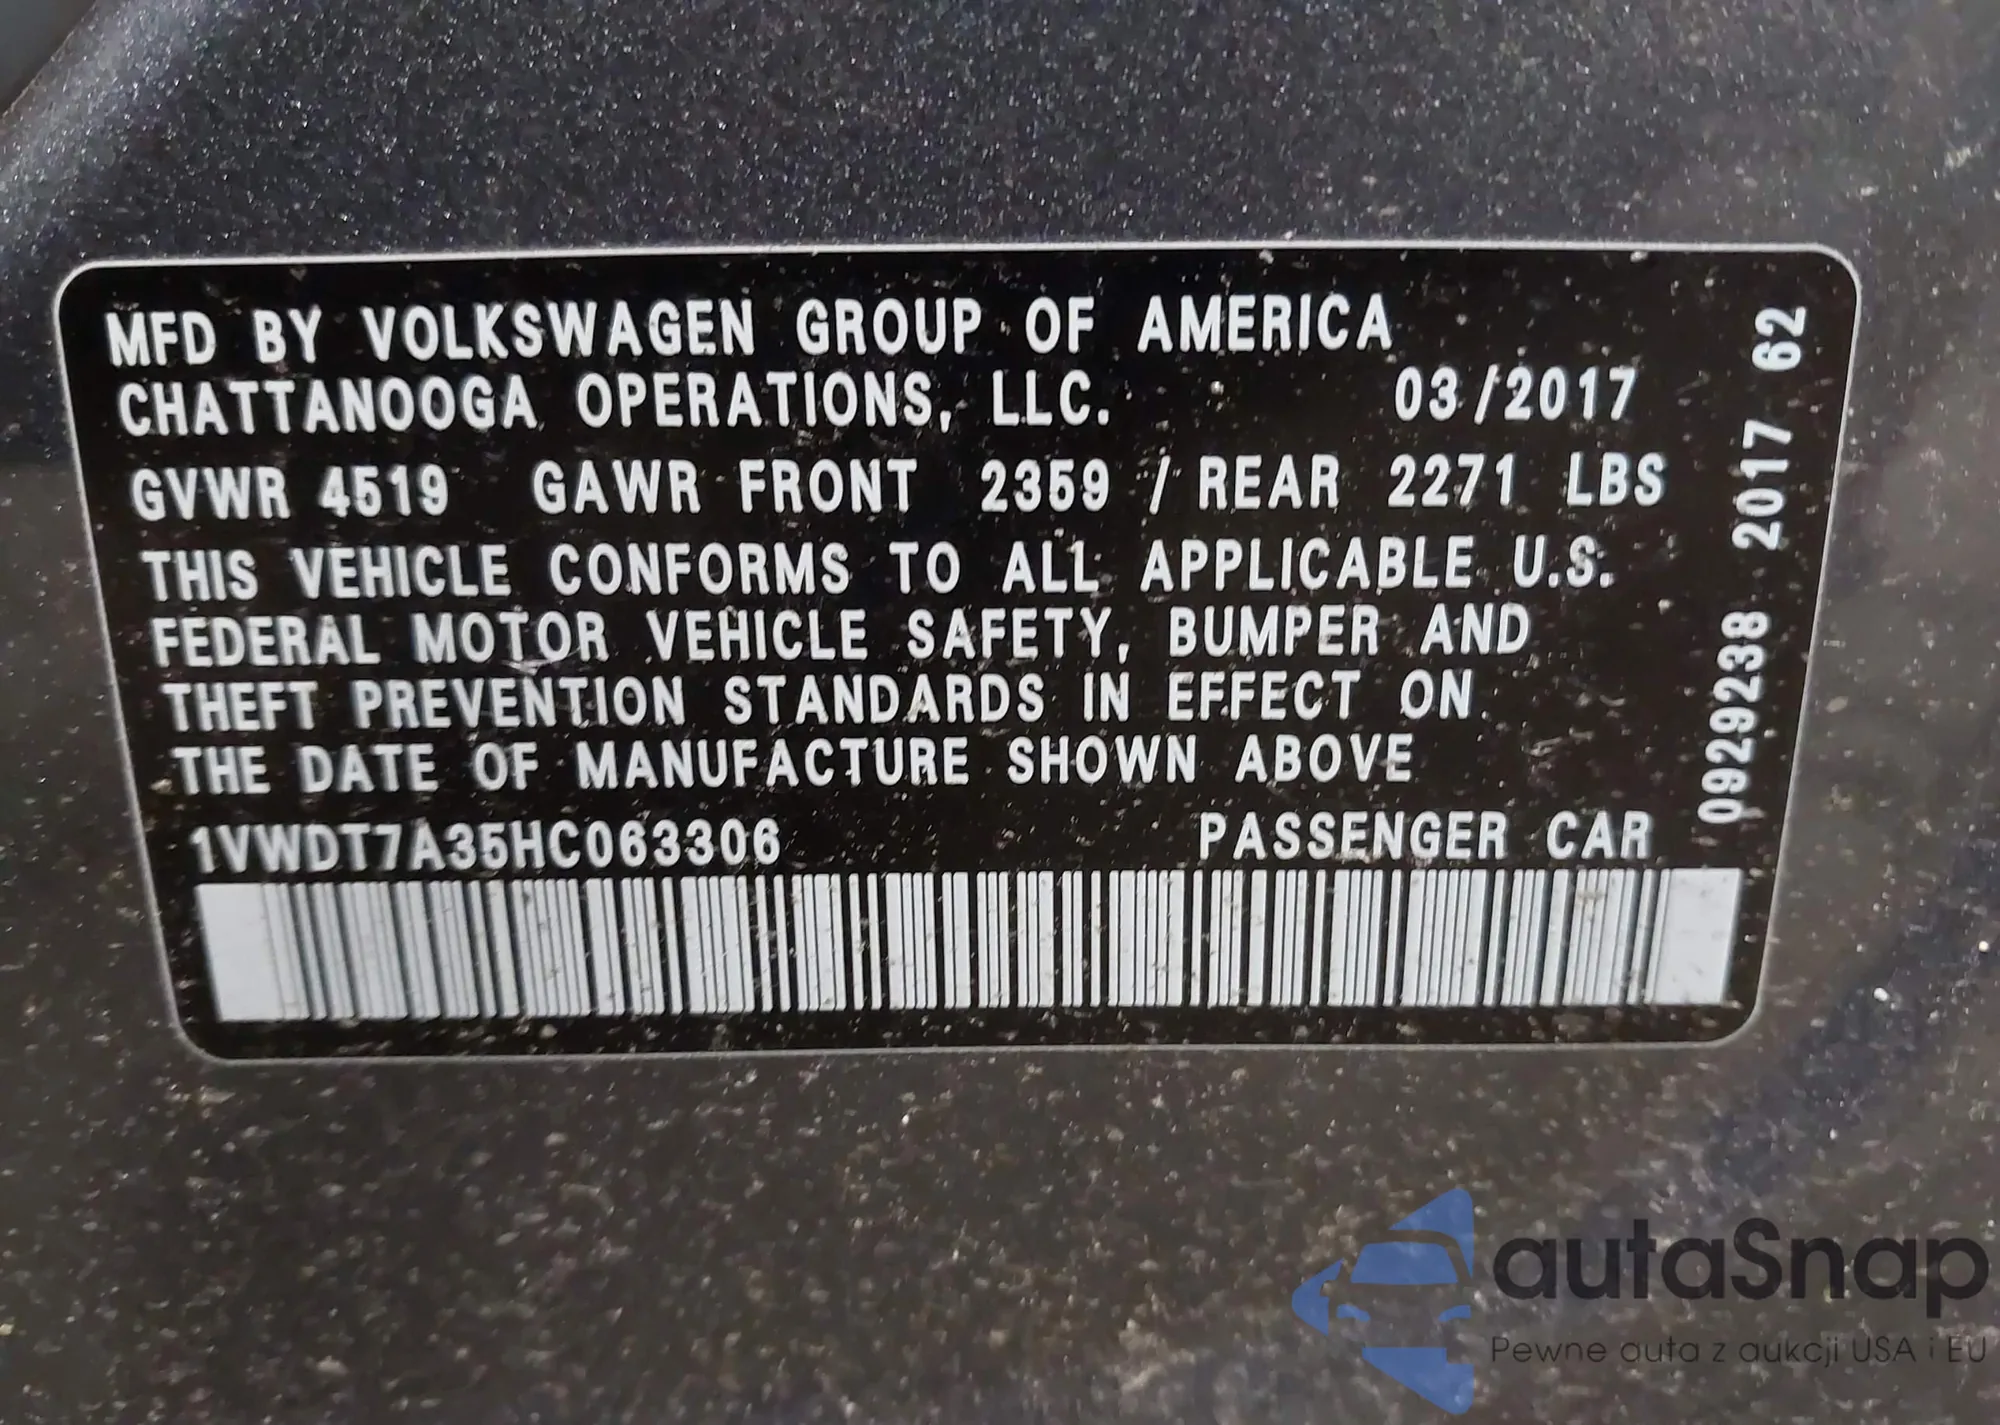 MFD BY VOLKSWAGEN GROUP OF AMERICA
CHATTANOOGA OPERATIONS, LLC. 03/2017
GVWR 4519 GAWR FRONT 2359 / REAR 2271 LBS
THIS VEHICLE CONFORMS TO ALL APPLICABLE U.S.
FEDERAL MOTOR VEHICLE SAFETY, BUMPER AND
THEFT PREVENTION STANDARDS IN EFFECT ON
THE DATE OF MANUFACTURE SHOWN ABOVE
1VWDT7A35HC063306 PASSENGER CAR
0929238 2017 62
autaSnap
Pewne auta z aukcji USA i EU